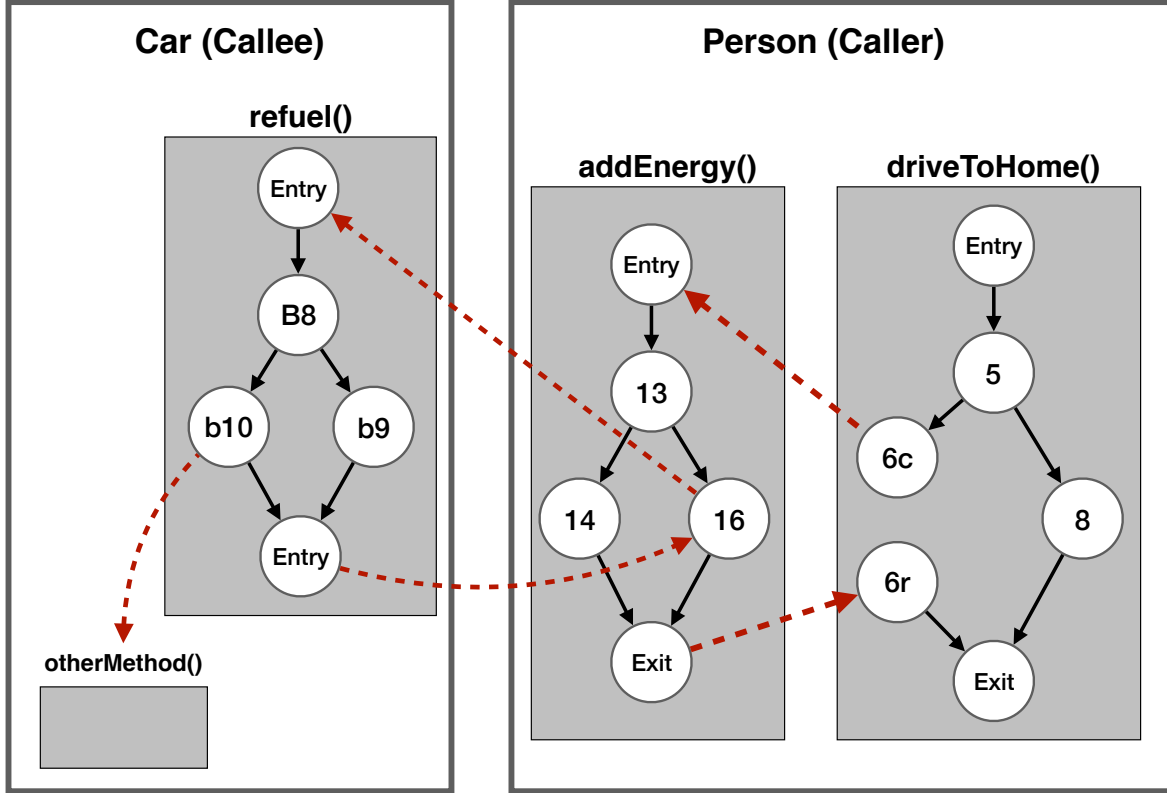 Car (Callee)
refuel()
Entry
B8
b10
b9
Entry
otherMethod()
Person (Caller)
addEnergy()
Entry
13
14
16
Exit
driveToHome()
Entry
5
6c
8
6r
Exit